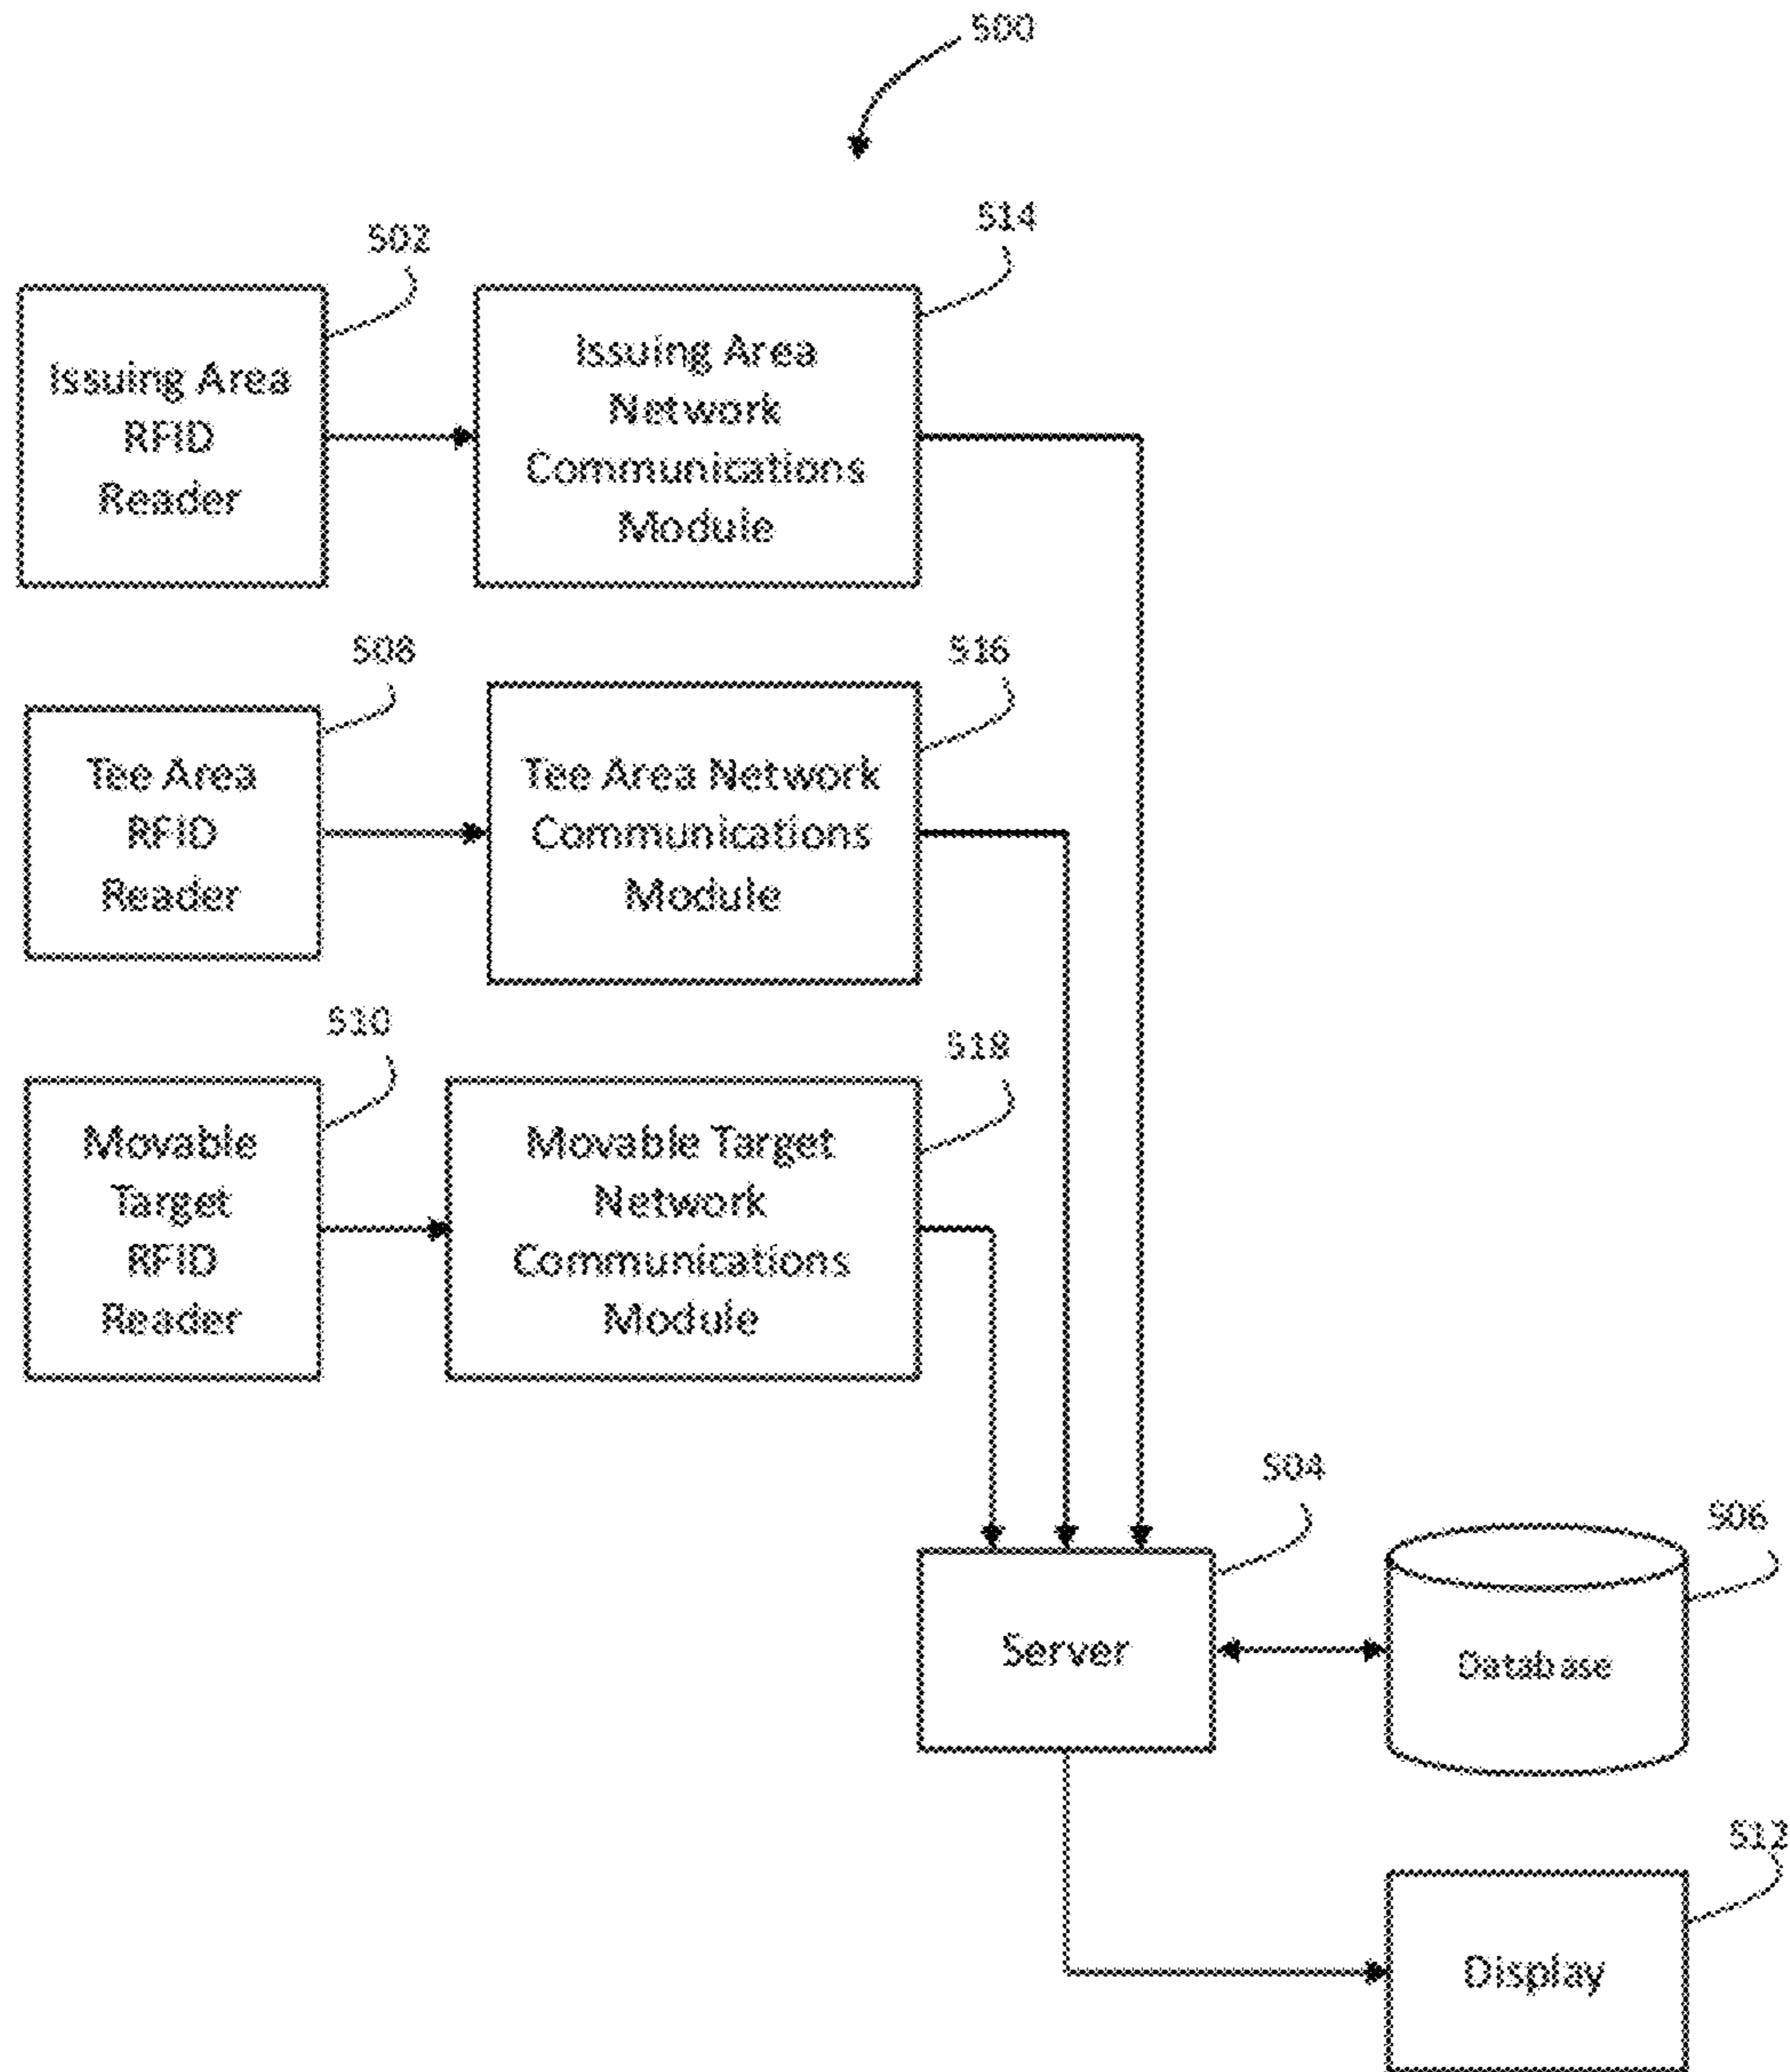 500
502
514
Issuing Area
RFID
Reader
Issuing Area
Network
Communications
Module
508
516
Tee Area
RFID
Reader
Tee Area Network
Communications
Module
510
518
Movable
Target
RFID
Reader
Movable Target
Network
Communications
Module
504
506
Server
Database
512
Display